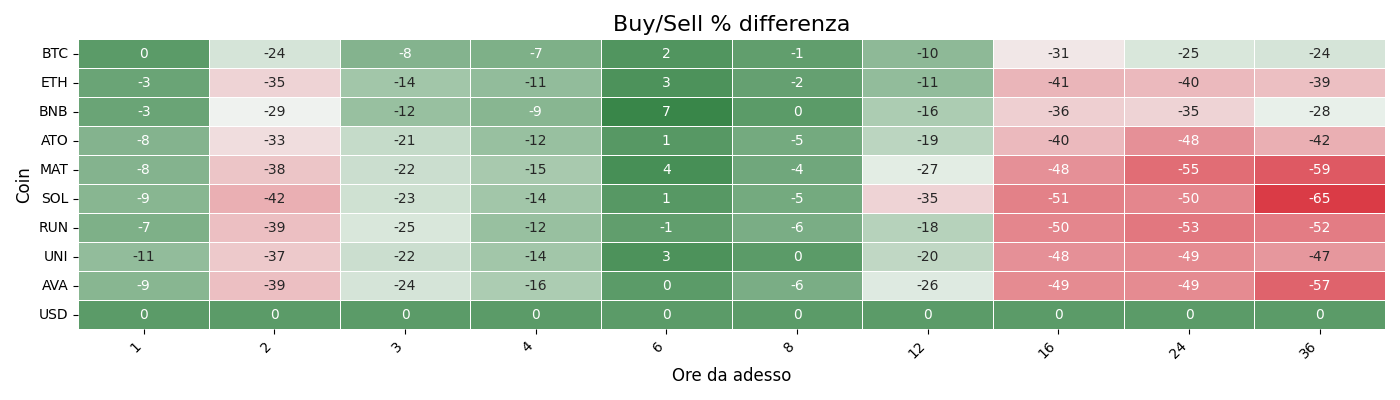 Buy/Sell % differenza
Coin
BTC 0 -24 -8 -7 2 -1 -10 -31 -25 -24
ETH -3 -35 -14 -11 3 -2 -11 -41 -40 -39
BNB -3 -29 -12 -9 7 0 -16 -36 -35 -28
ATO -8 -33 -21 -12 1 -5 -19 -40 -48 -42
MAT -8 -38 -22 -15 4 -4 -27 -48 -55 -59
SOL -9 -42 -23 -14 1 -5 -35 -51 -50 -65
RUN -7 -39 -25 -12 -1 -6 -18 -50 -53 -52
UNI -11 -37 -22 -14 3 0 -20 -48 -49 -47
AVA -9 -39 -24 -16 0 -6 -26 -49 -49 -57
USD 0 0 0 0 0 0 0 0 0 0
1 2 3 4 6 8 12 16 24 36
Ore da adesso